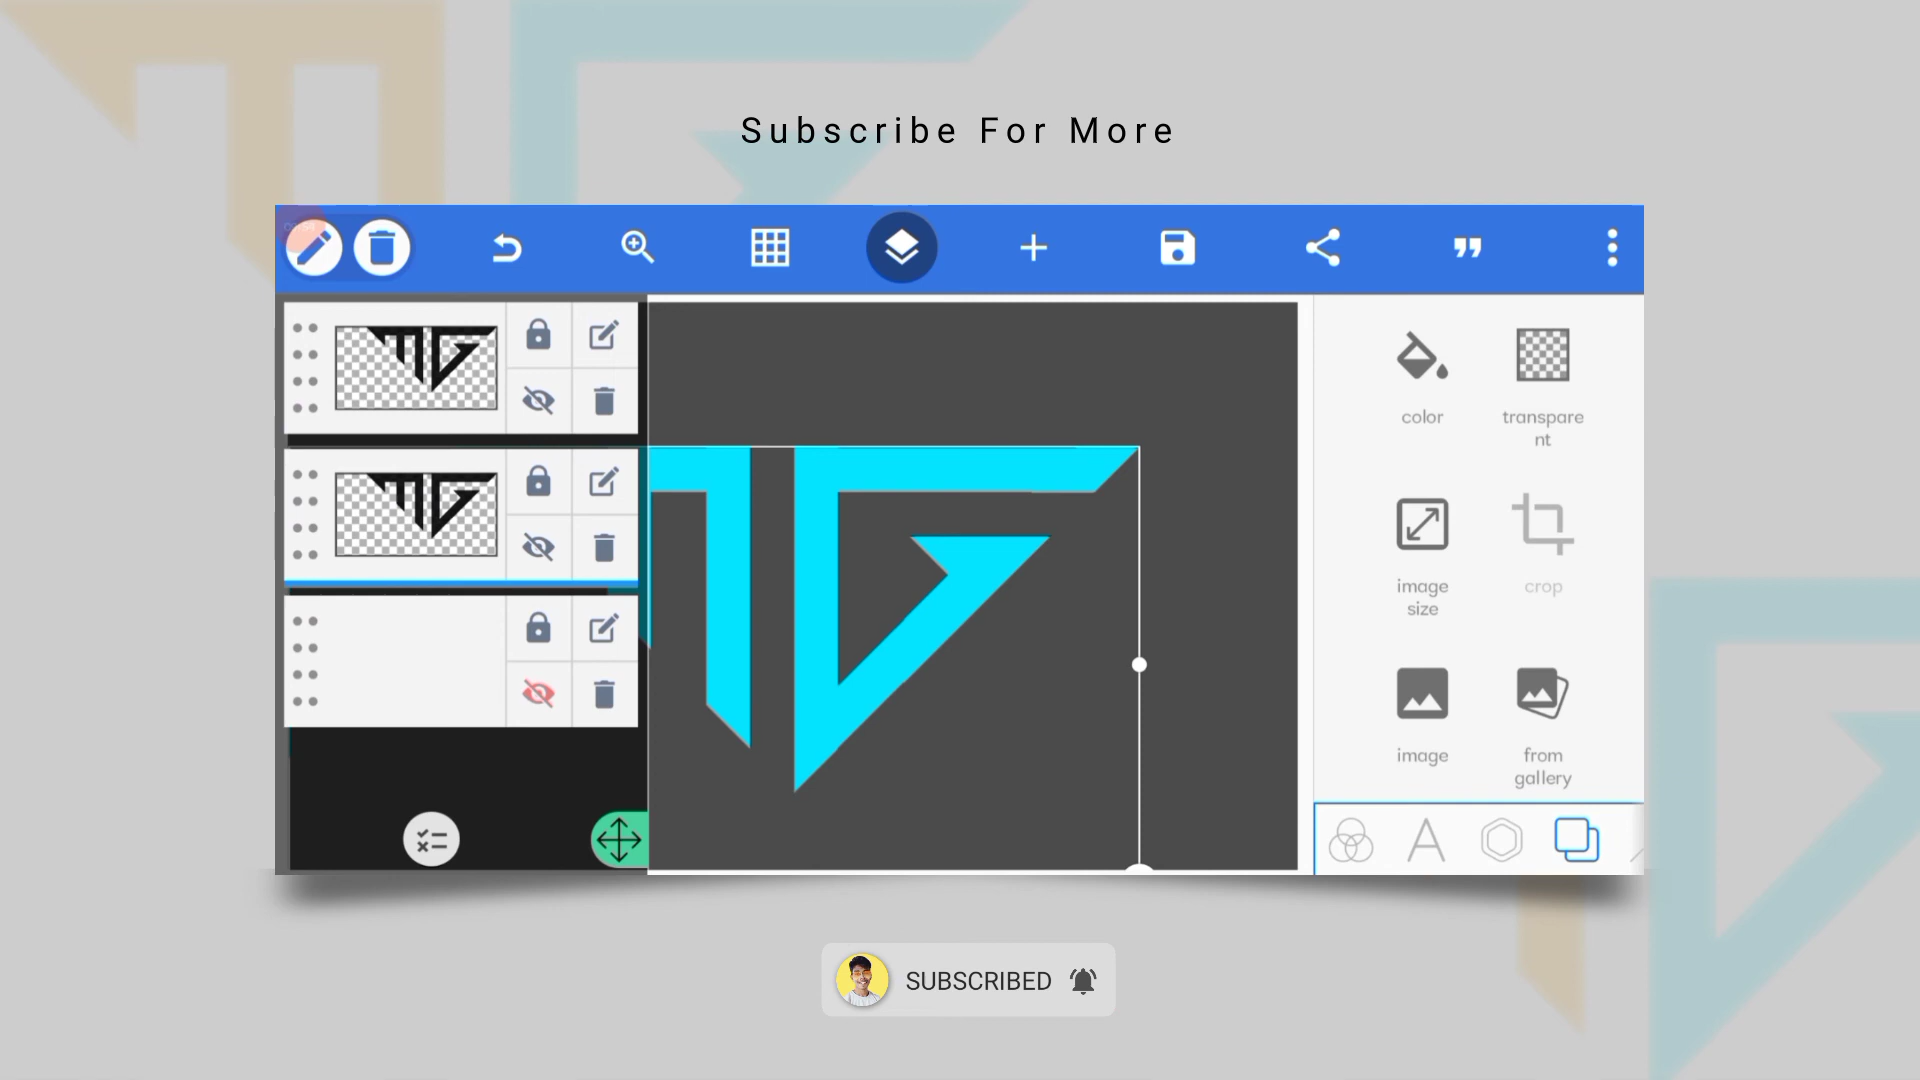 Subscribe For More
color
transpare
nt
image
size
crop
image
from
gallery
SUBSCRIBED